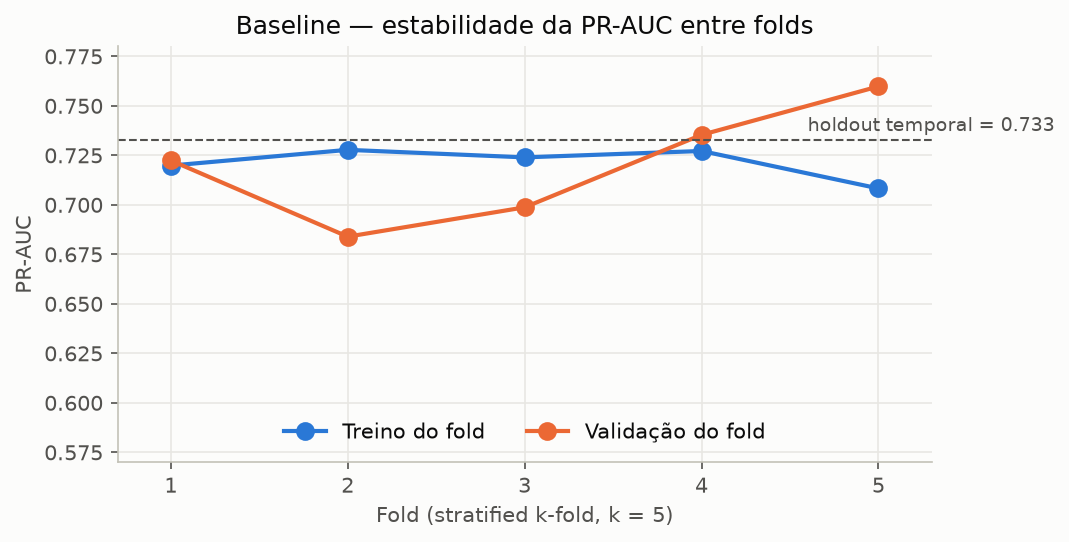 Baseline — estabilidade da PR-AUC entre folds
PR-AUC
0.775
0.750
0.725
0.700
0.675
0.650
0.625
0.600
0.575
holdout temporal = 0.733
Treino do fold
Validação do fold
1 2 3 4 5
Fold (stratified k-fold, k = 5)